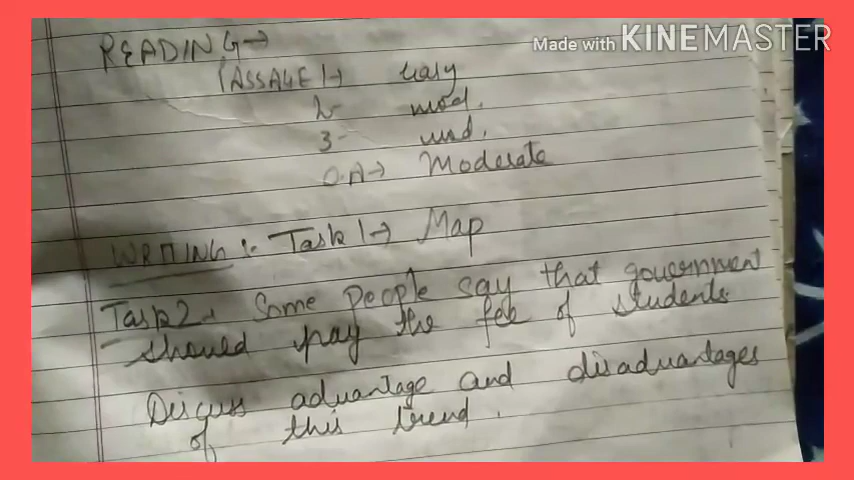 Made with KINEMASTER
READING→
PASSAGE 1→ easy
2- mod.
3- mod.
O.A→ Moderate
WRITING :- Task 1→ Map
Task 2→ Some people say that government
should pay the fee of students
Discuss advantage and disadvantages
of this trend.